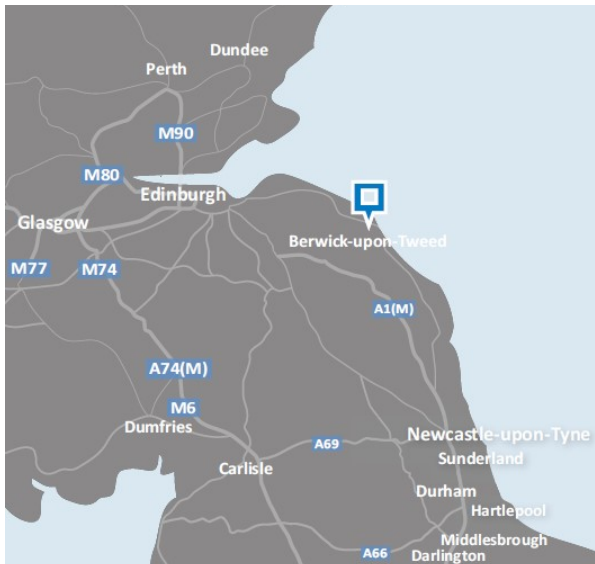 Dundee
Perth
M90
M80
Edinburgh
Glasgow
Berwick-upon-Tweed
M77
M74
A1(M)
A74(M)
M6
Dumfries
Newcastle-upon-Tyne
A69
Sunderland
Carlisle
Durham
Hartlepool
Middlesbrough
A66
Darlington